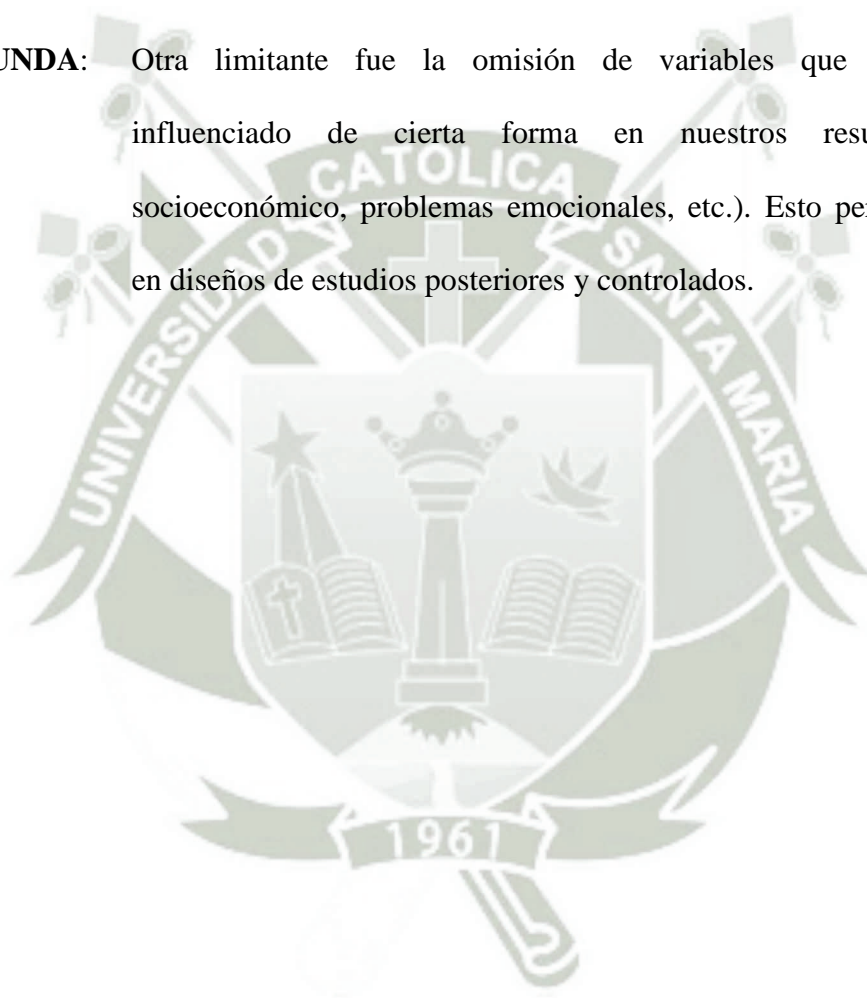 UNDA: Otra limitante fue la omisión de variables que
influenciado de cierta forma en nuestros resu
socioeconómico, problemas emocionales, etc.). Esto per
en diseños de estudios posteriores y controlados.
UNIVERSIDAD CATOLICA SANTA MARIA
1961